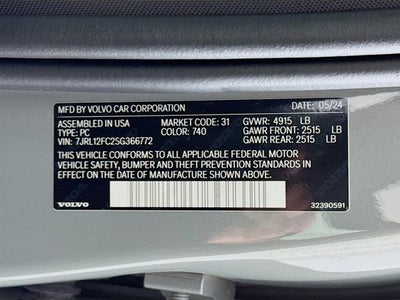 MFD BY VOLVO CAR CORPORATION DATE: 05/24
ASSEMBLED IN USA MARKET CODE: 31 GVWR: 4915 LB
TYPE: PC COLOR: 740 GAWR FRONT: 2515 LB
VIN: 7JRL12FC2SG366772 GAWR REAR: 2515 LB
THIS VEHICLE CONFORMS TO ALL APPLICABLE U.S. FEDERAL MOTOR
VEHICLE SAFETY, BUMPER, AND THEFT PREVENTION STANDARDS
IN EFFECT ON THE DATE OF MANUFACTURE SHOWN ABOVE.
VOLVO 32390591